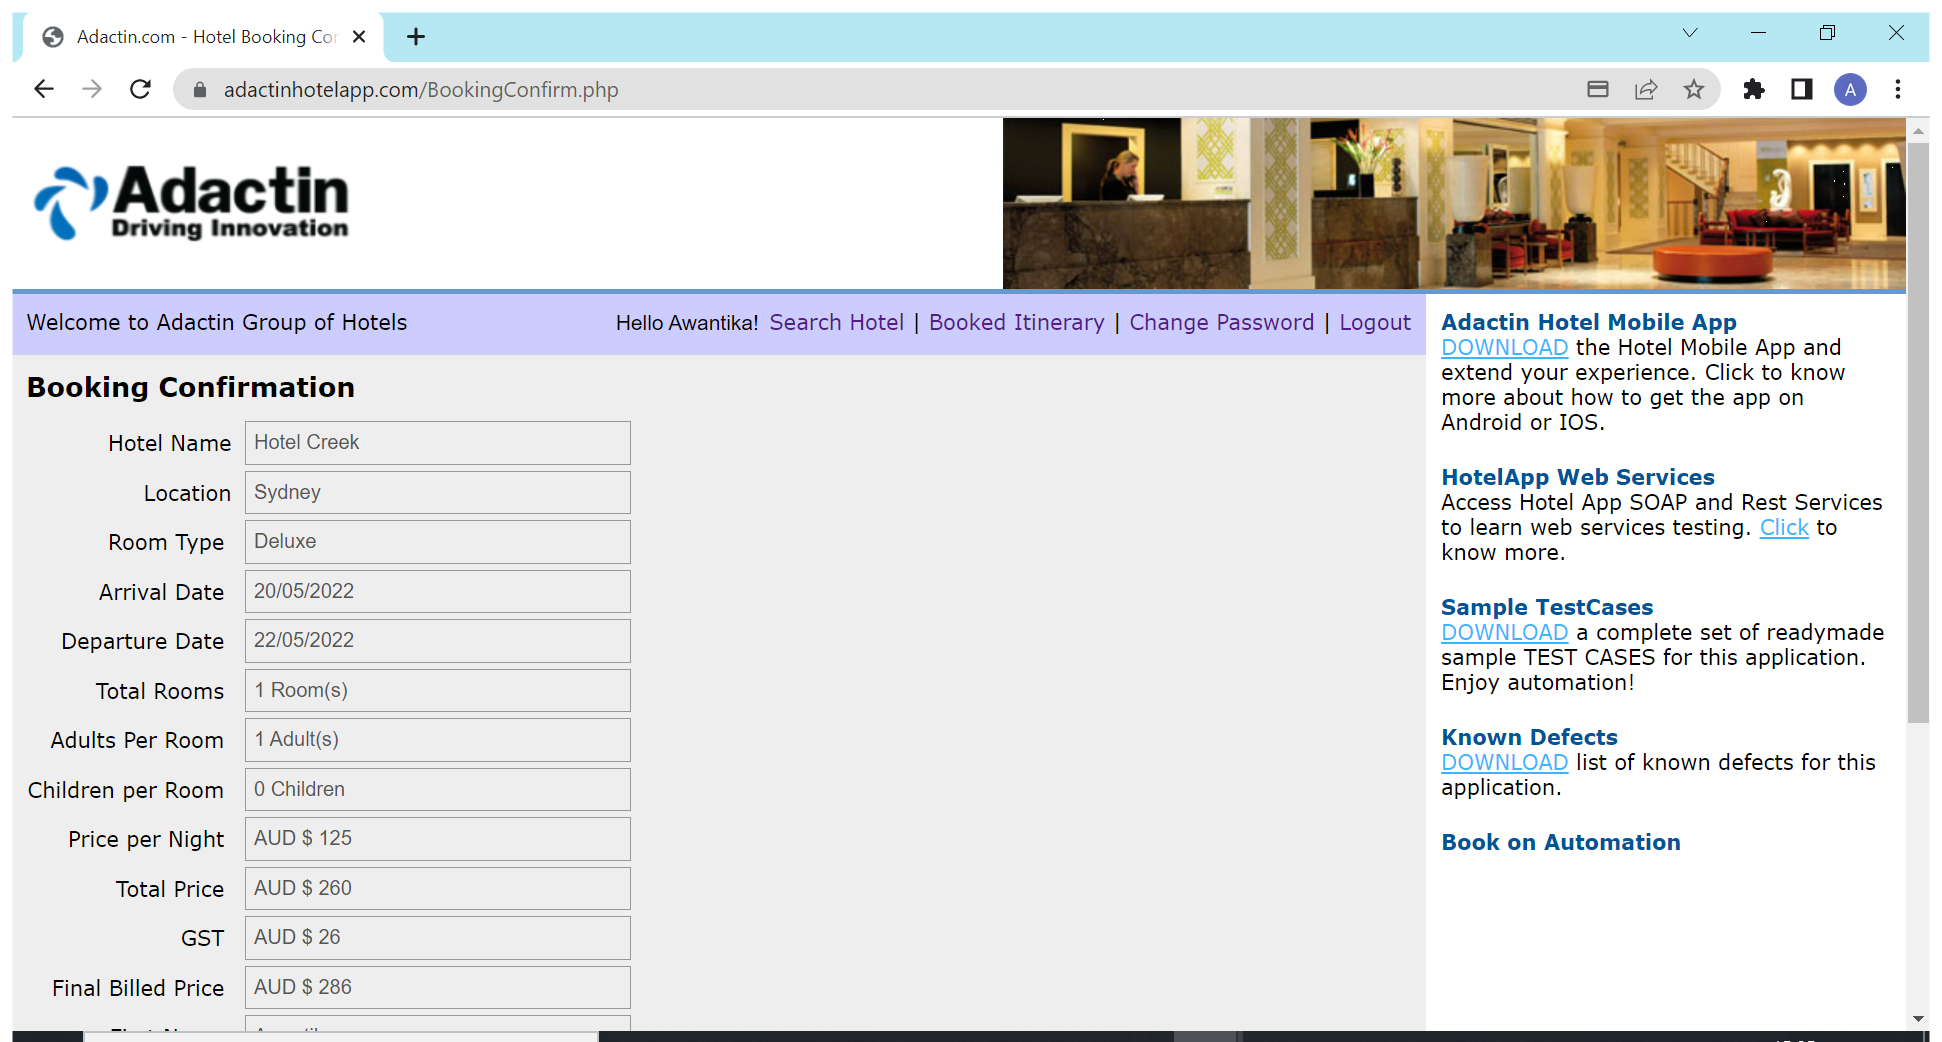 Adactin.com - Hotel Booking Con
adactinhotelapp.com/BookingConfirm.php
A
Adactin
Driving Innovation
Welcome to Adactin Group of Hotels
Hello Awantika! Search Hotel | Booked Itinerary | Change Password | Logout
Booking Confirmation
Hotel Name Hotel Creek
Location Sydney
Room Type Deluxe
Arrival Date 20/05/2022
Departure Date 22/05/2022
Total Rooms 1 Room(s)
Adults Per Room 1 Adult(s)
Children per Room 0 Children
Price per Night AUD $ 125
Total Price AUD $ 260
GST AUD $ 26
Final Billed Price AUD $ 286
Adactin Hotel Mobile App
DOWNLOAD the Hotel Mobile App and
extend your experience. Click to know
more about how to get the app on
Android or IOS.
HotelApp Web Services
Access Hotel App SOAP and Rest Services
to learn web services testing. Click to
know more.
Sample TestCases
DOWNLOAD a complete set of readymade
sample TEST CASES for this application.
Enjoy automation!
Known Defects
DOWNLOAD list of known defects for this
application.
Book on Automation